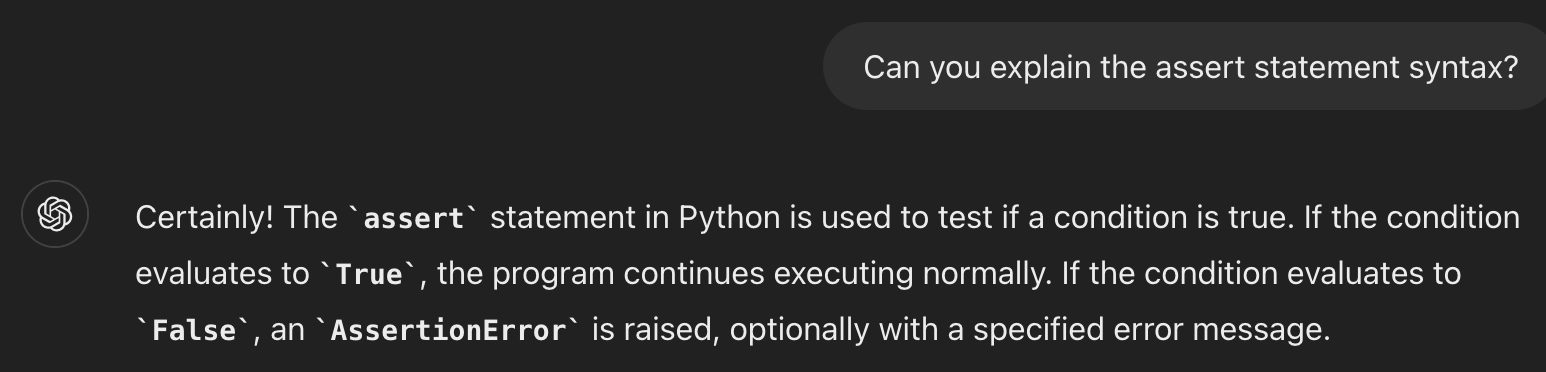 Can you explain the assert statement syntax?
Certainly! The `assert` statement in Python is used to test if a condition is true. If the condition
evaluates to `True`, the program continues executing normally. If the condition evaluates to
`False`, an `AssertionError` is raised, optionally with a specified error message.